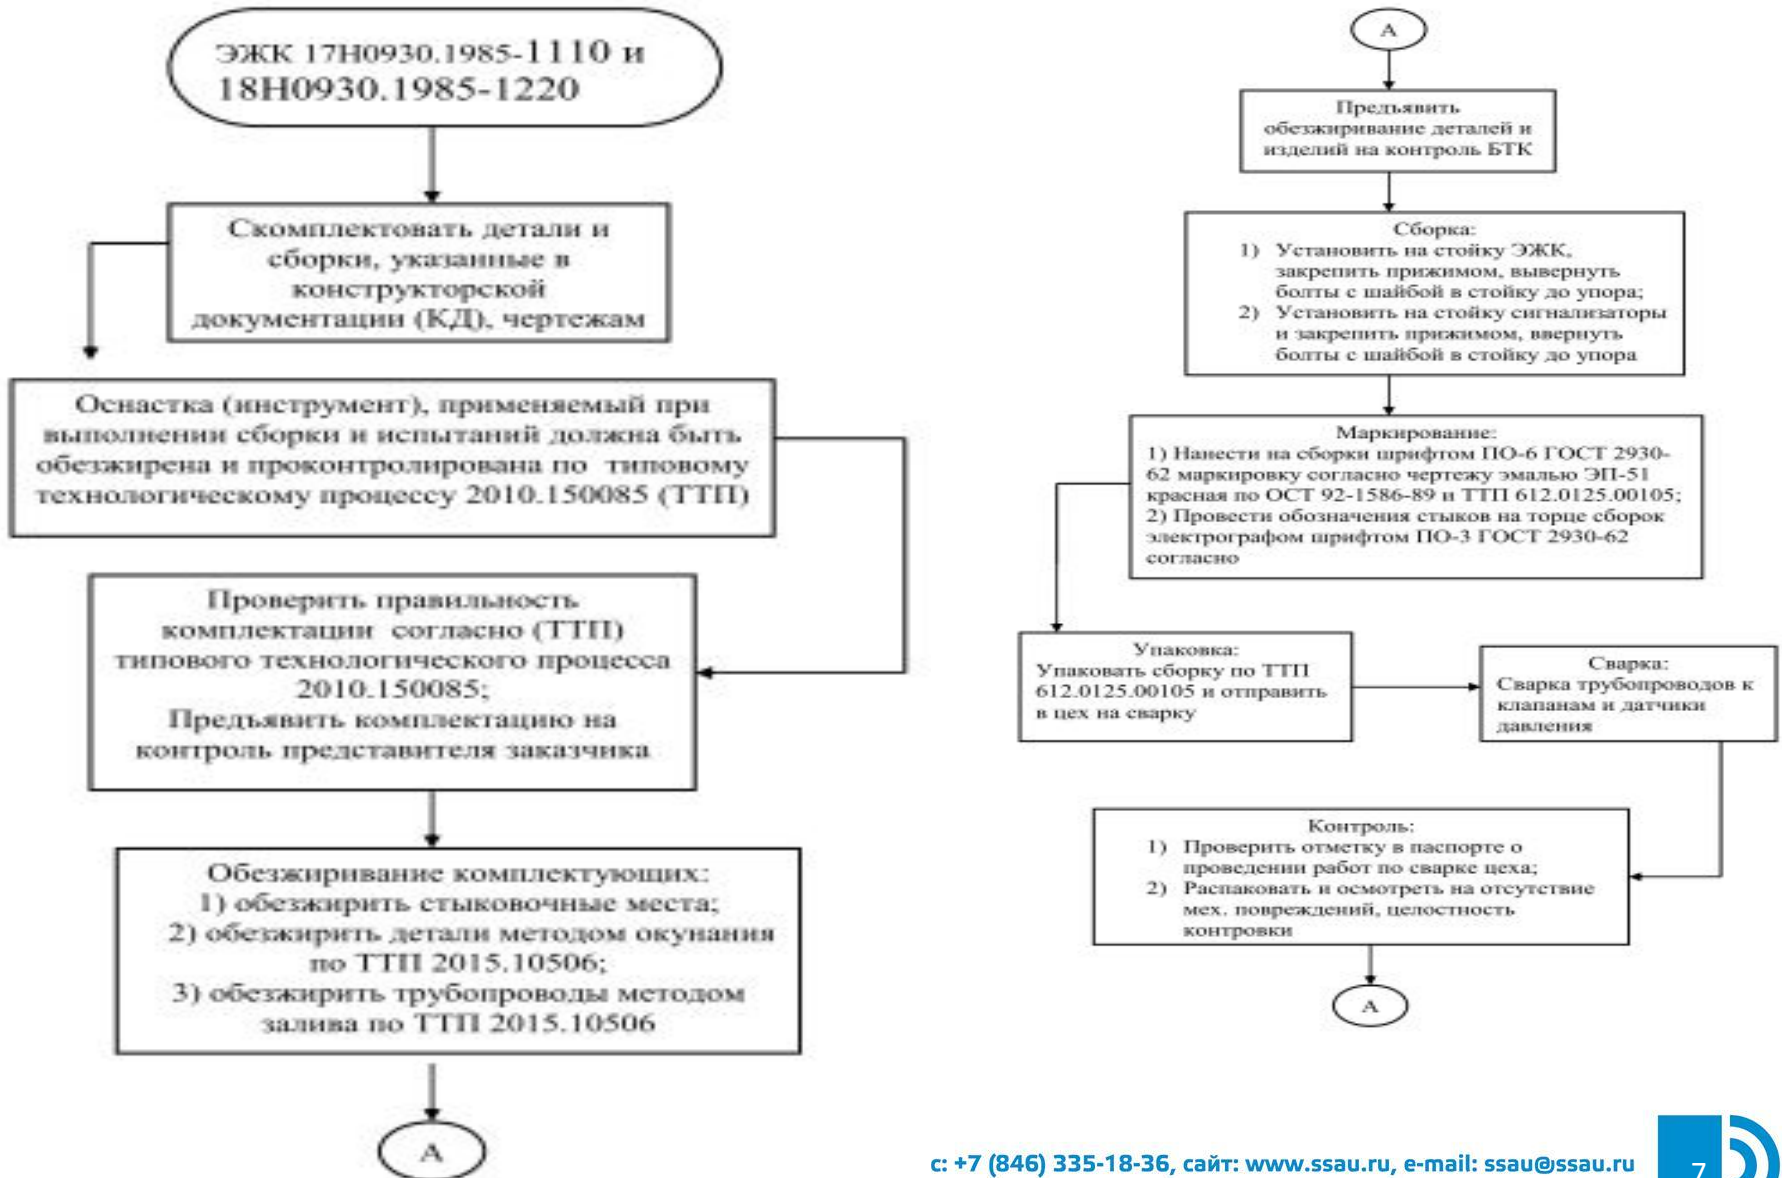 ЭЖК 17Н0930.1985-1110 и
18Н0930.1985-1220
Скомплектовать детали и
сборки, указанные в
конструкторской
документации (КД), чертежам
Оснастка (инструмент), применяемый при
выполнении сборки и испытаний должна быть
обезжирена и проконтролирована по типовому
технологическому процессу 2010.150085 (ТТП)
Проверить правильность
комплектации согласно (ТТП)
типового технологического процесса
2010.150085;
Предъявить комплектацию на
контроль представителя заказчика
Обезжиривание комплектующих:
1) обезжирить стыковочные места;
2) обезжирить детали методом окунания
по ТТП 2015.10506;
3) обезжирить трубопроводы методом
залива по ТТП 2015.10506
А
А
Предъявить
обезжиривание деталей и
изделий на контроль БТК
Сборка:
1) Установить на стойку ЭЖК,
закрепить прижимом, вывернуть
болты с шайбой в стойку до упора;
2) Установить на стойку сигнализаторы
и закрепить прижимом, ввернуть
болты с шайбой в стойку до упора
Маркирование:
1) Нанести на сборки шрифтом ПО-6 ГОСТ 2930-
62 маркировку согласно чертежу эмалью ЭП-51
красная по ОСТ 92-1586-89 и ТТП 612.0125.00105;
2) Провести обозначения стыков на торце сборок
электрографом шрифтом ПО-3 ГОСТ 2930-62
согласно
Упаковка:
Упаковать сборку по ТТП
612.0125.00105 и отправить
в цех на сварку
Сварка:
Сварка трубопроводов к
клапанам и датчики
давления
Контроль:
1) Проверить отметку в паспорте о
проведении работ по сварке цеха;
2) Распаковать и осмотреть на отсутствие
мех. повреждений, целостность
контровки
А
с: +7 (846) 335-18-36, сайт: www.ssau.ru, e-mail: ssau@ssau.ru
7